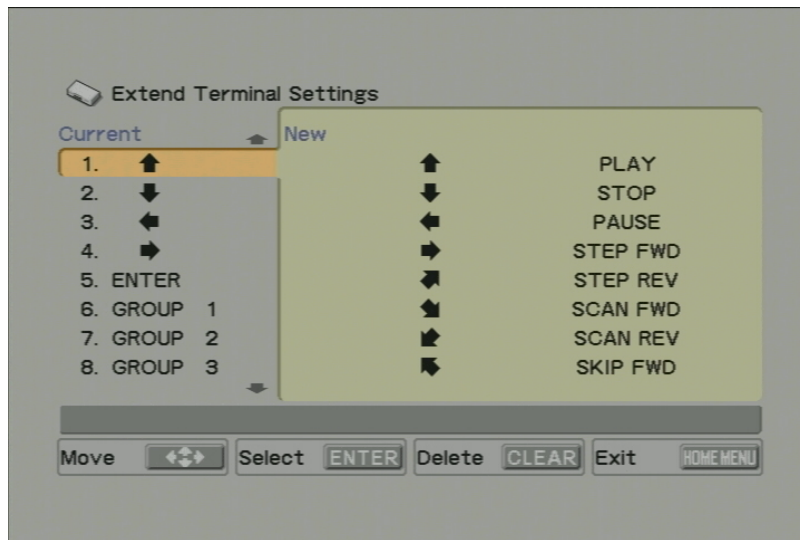 Extend Terminal Settings
Current New
1. ⬆ ⬆ PLAY
2. ⬇ ⬇ STOP
3. ⬅ ⬅ PAUSE
4. ➡ ➡ STEP FWD
5. ENTER ⬈ STEP REV
6. GROUP 1 ⬊ SCAN FWD
7. GROUP 2 ⬋ SCAN REV
8. GROUP 3 ⬉ SKIP FWD
Move Select ENTER Delete CLEAR Exit HOME MENU